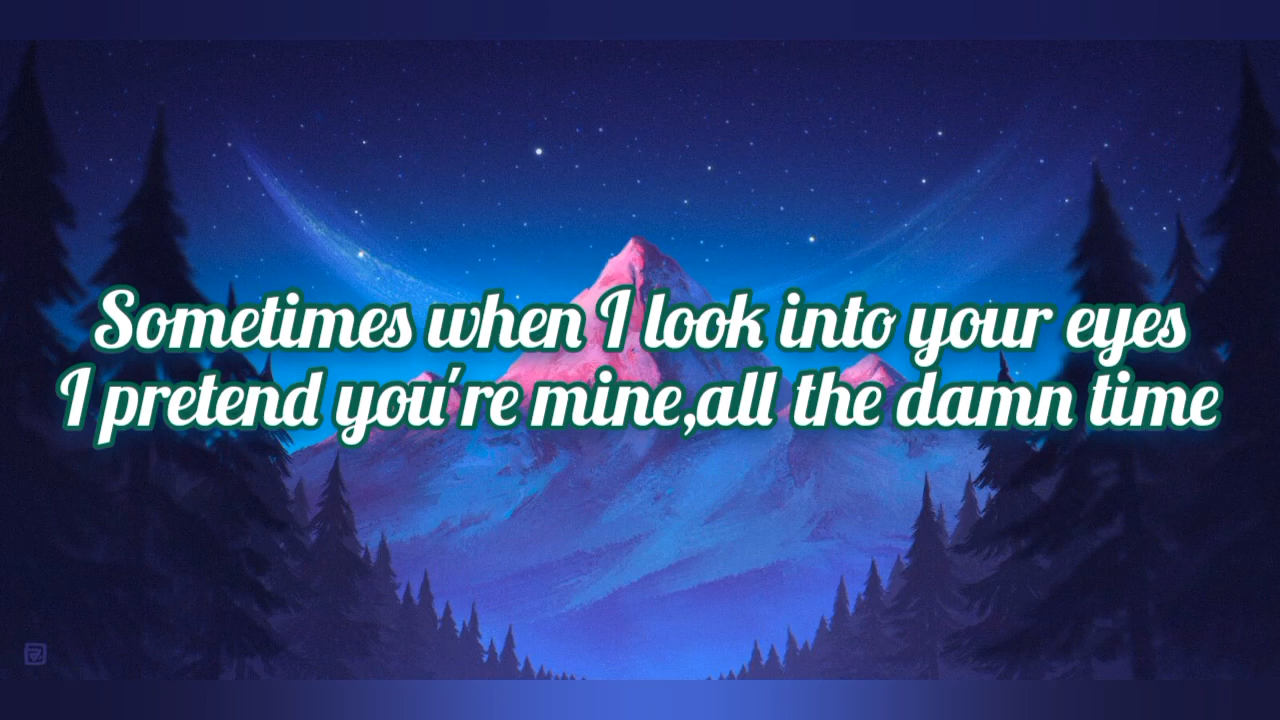 Sometimes when I look into your eyes
I pretend you're mine,all the damn time